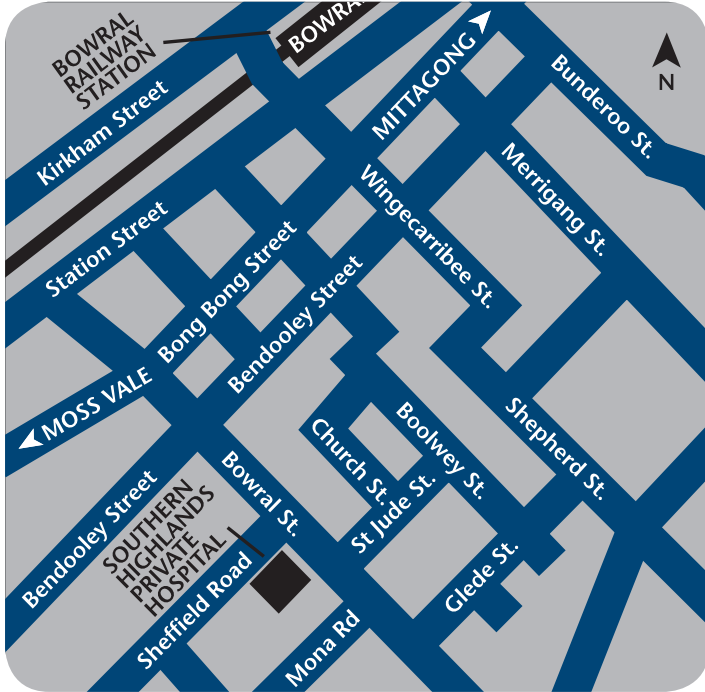 BOWRAL
RAILWAY
STATION
BOWRA
MITTAGONG
N
Kirkham Street
Bunderoo St.
Merrigang St.
Wingecarribee St.
Station Street
Bong Bong Street
Bendooley Street
MOSS VALE
Shepherd St.
Boolwey St.
Church St.
St Jude St.
Bowral St.
Bendooley Street
SOUTHERN
HIGHLANDS
PRIVATE
HOSPITAL
Glede St.
Sheffield Road
Mona Rd